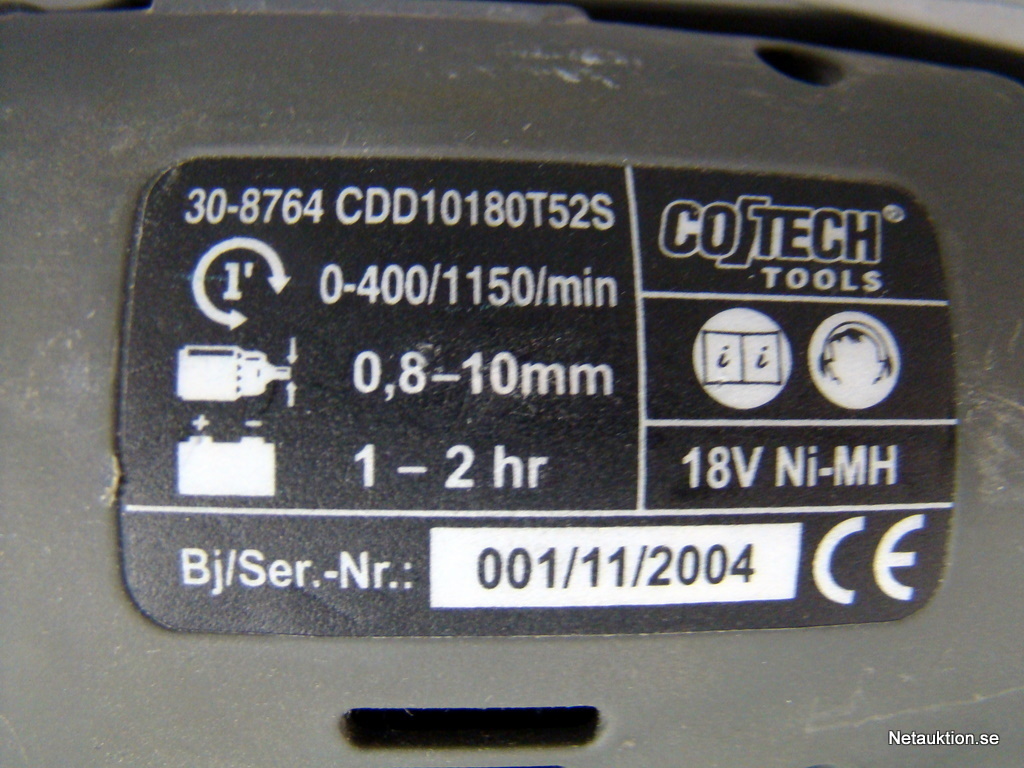 30-8764 CDD10180T52S
1' 0-400/1150/min
0,8–10mm
+ -
1 – 2 hr
COTECH®
TOOLS
i i
18V Ni-MH
Bj/Ser.-Nr.: 001/11/2004 CE
Netauktion.se